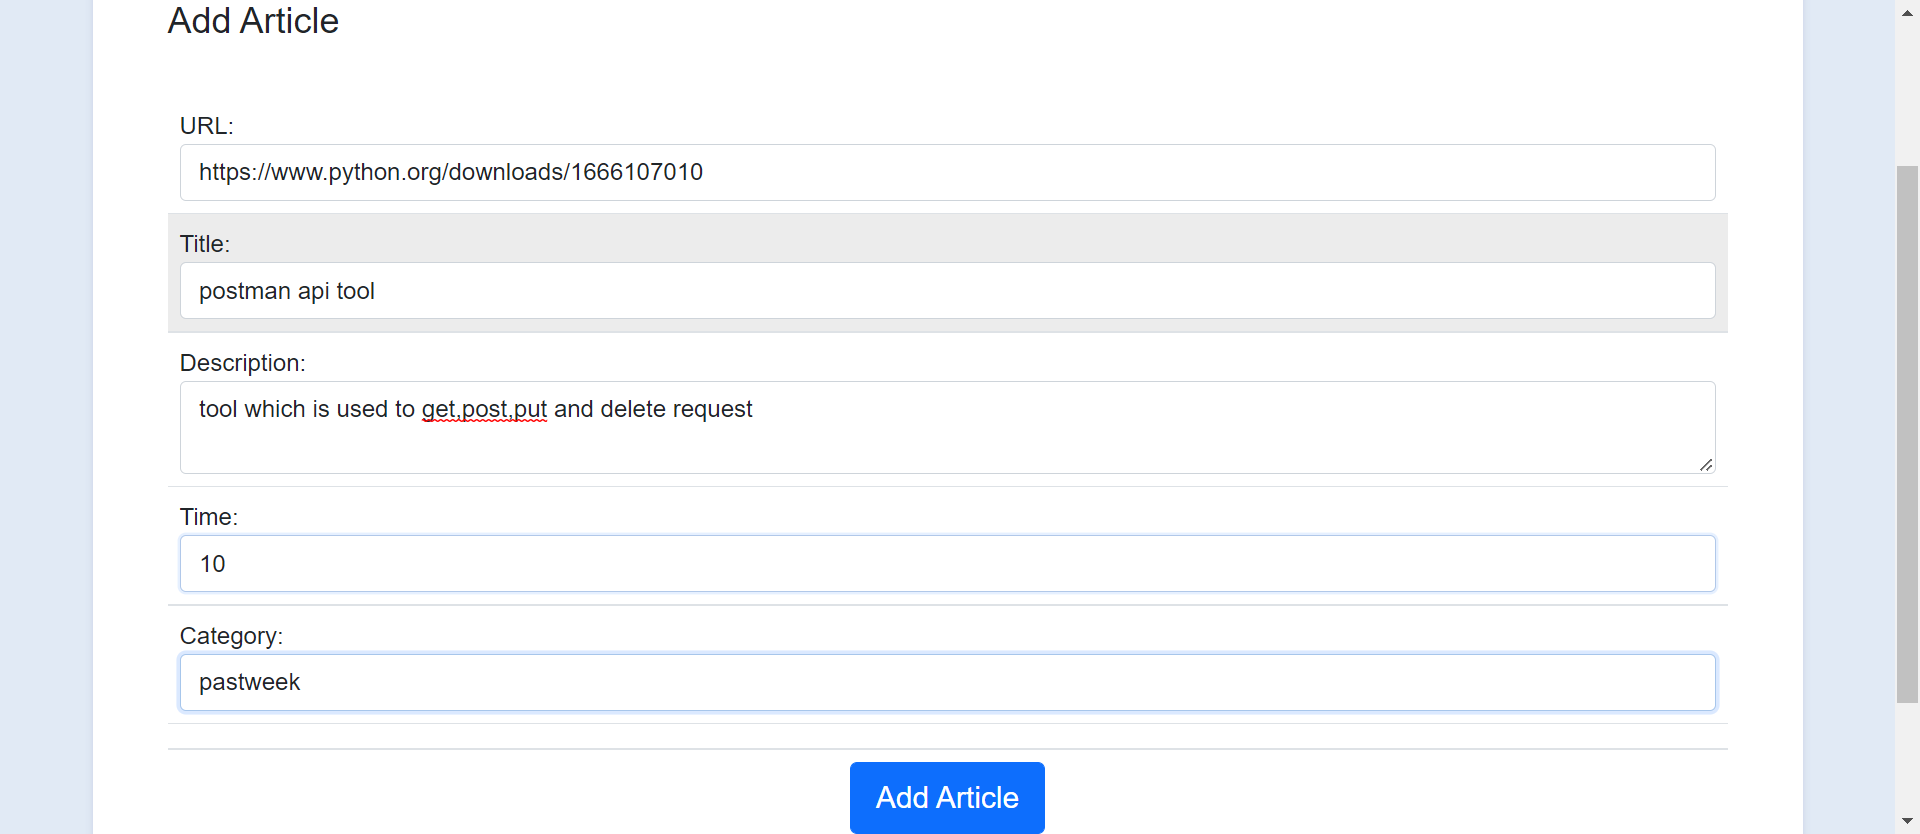 Add Article
URL:
https://www.python.org/downloads/1666107010
Title:
postman api tool
Description:
tool which is used to get,post,put and delete request
Time:
10
Category:
pastweek
Add Article